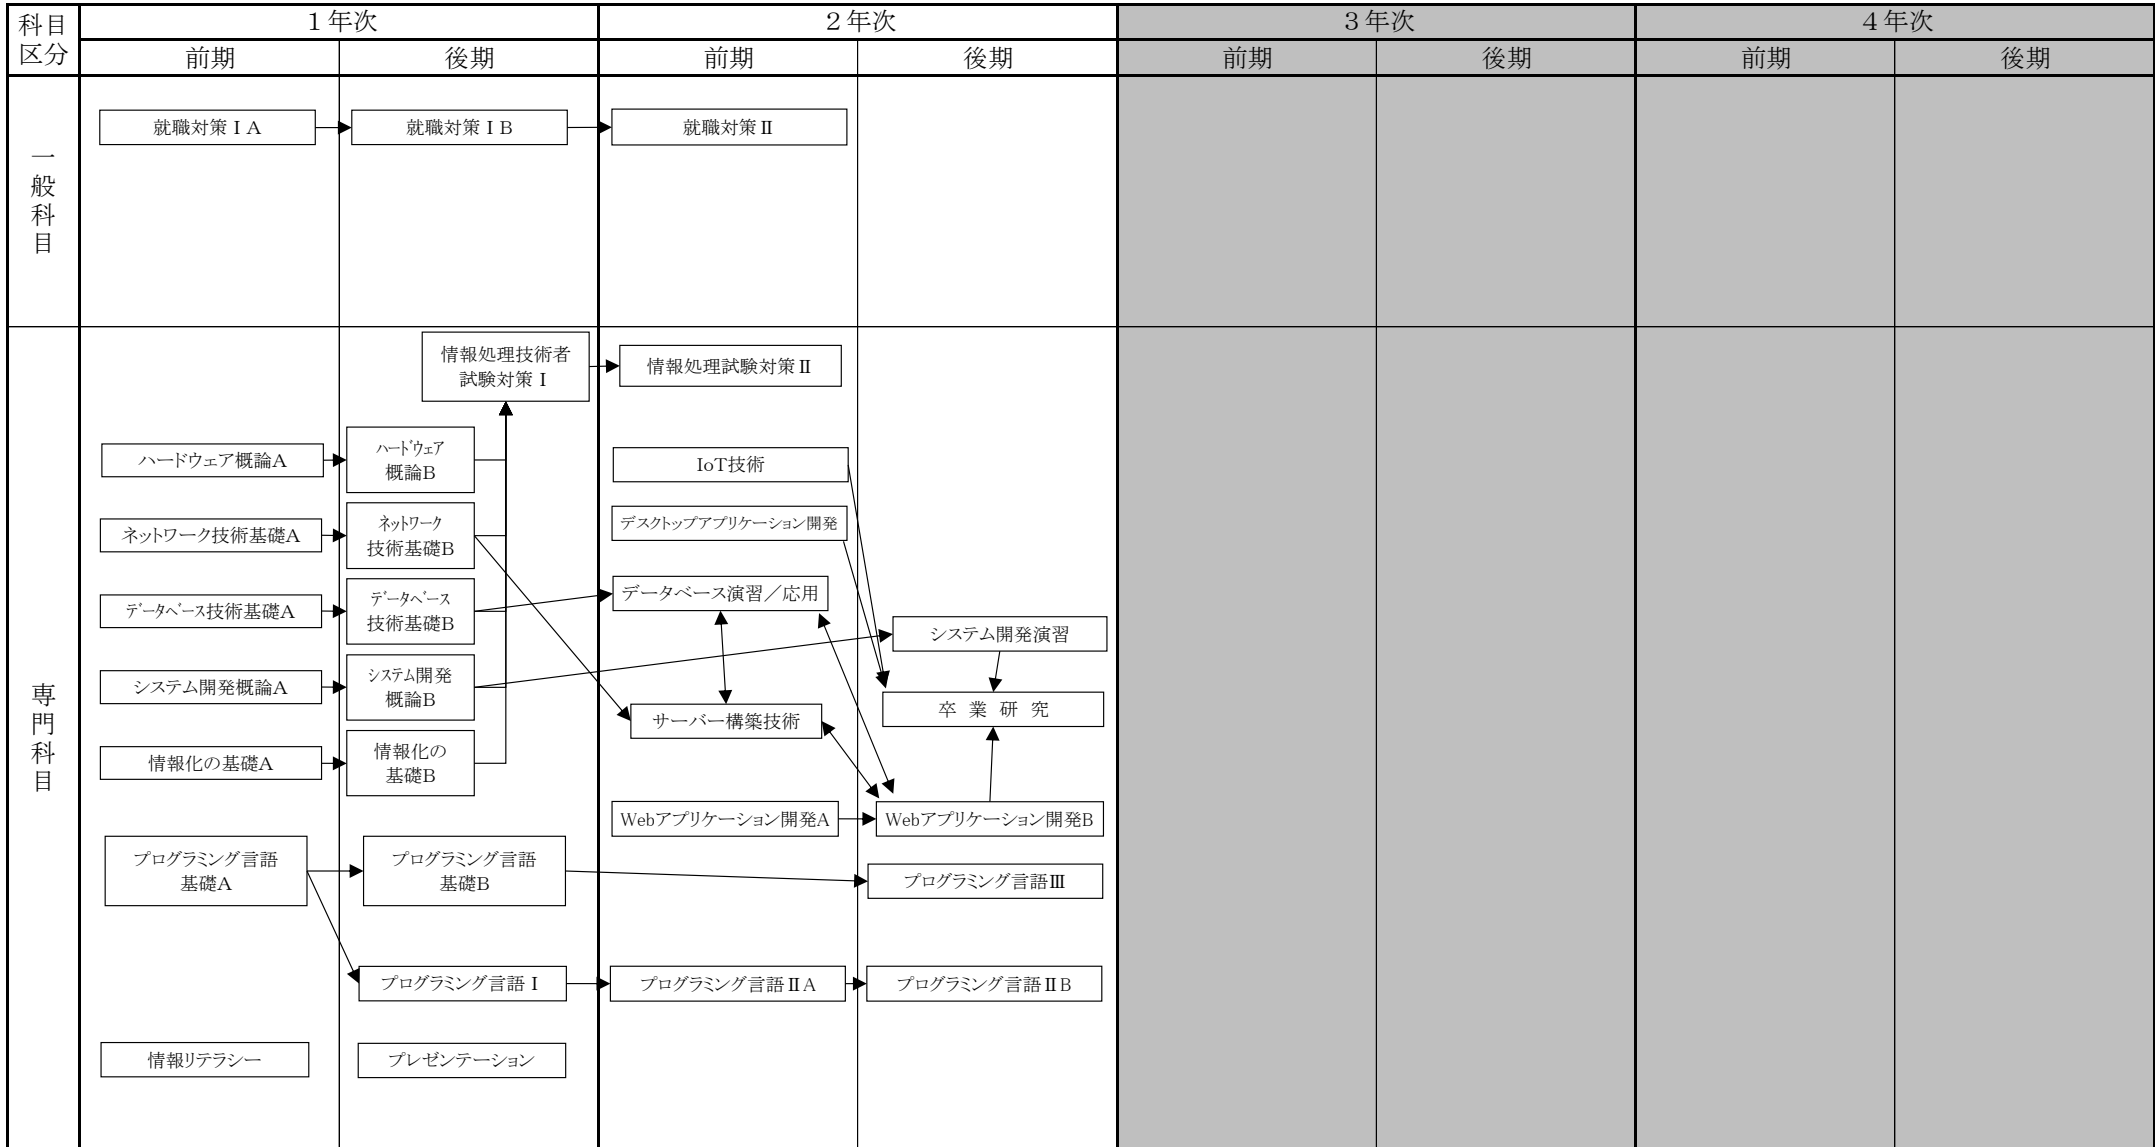 科目
区分
１年次
２年次
３年次
４年次
前期
後期
前期
後期
前期
後期
前期
後期
一般科目
就職対策ⅠA
就職対策ⅠB
就職対策Ⅱ
専門科目
情報処理技術者
試験対策Ⅰ
情報処理試験対策Ⅱ
ハードウェア概論A
ﾊｰﾄﾞｳｪｱ
概論B
IoT技術
ネットワーク技術基礎A
ﾈｯﾄﾜｰｸ
技術基礎B
デスクトップアプリケーション開発
ﾃﾞｰﾀﾍﾞｰｽ技術基礎A
ﾃﾞｰﾀﾍﾞｰｽ
技術基礎B
データベース演習／応用
システム開発演習
システム開発概論A
ｼｽﾃﾑ開発
概論B
サーバー構築技術
卒 業 研 究
情報化の基礎A
情報化の
基礎B
Webアプリケーション開発A
Webアプリケーション開発B
プログラミング言語
基礎A
プログラミング言語
基礎B
プログラミング言語Ⅲ
プログラミング言語Ⅰ
プログラミング言語ⅡA
プログラミング言語ⅡB
情報リテラシー
プレゼンテーション